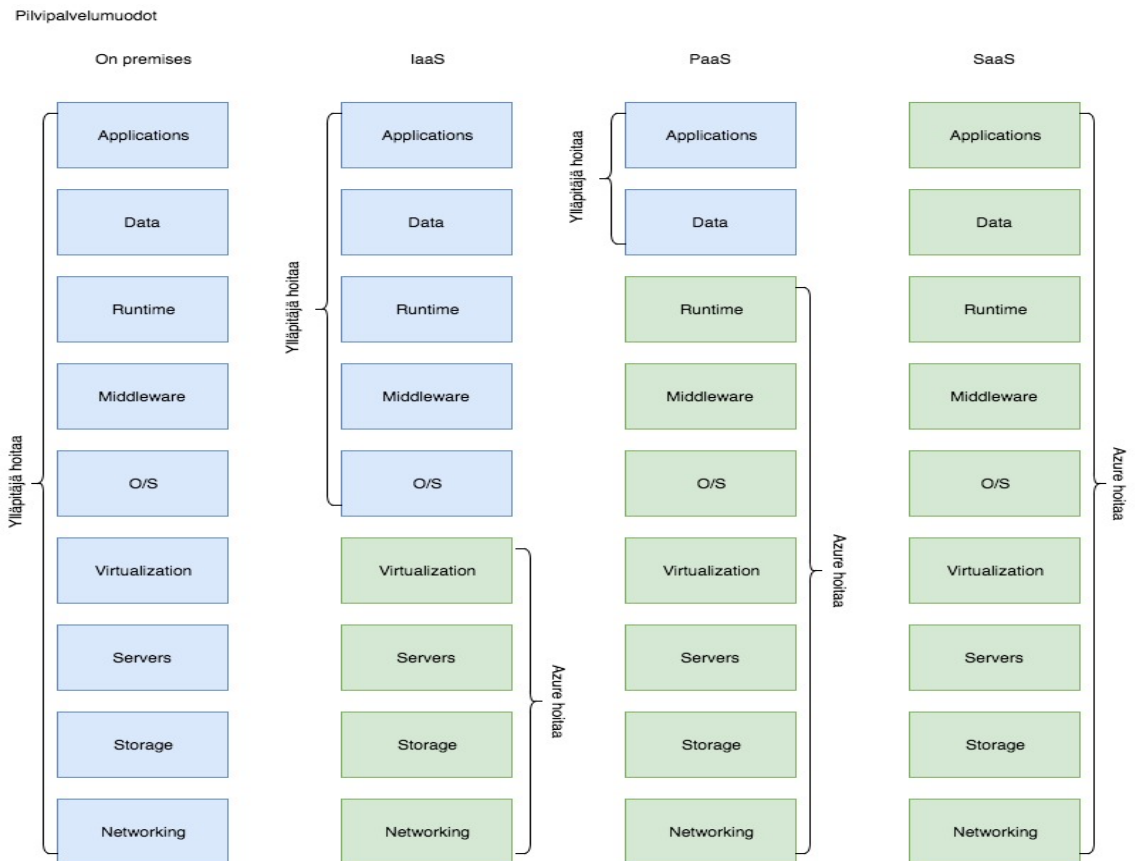 Pilvipalvelumuodot
On premises IaaS PaaS SaaS
Applications Applications Applications Applications
Ylläpitäjä hoitaa
Data Data Data Data
Ylläpitäjä hoitaa
Runtime Runtime Runtime Runtime
Middleware Middleware Middleware Middleware
Ylläpitäjä hoitaa
O/S O/S O/S O/S
Azure hoitaa
Virtualization Virtualization Virtualization Virtualization
Azure hoitaa
Servers Servers Servers Servers
Azure hoitaa
Storage Storage Storage Storage
Networking Networking Networking Networking